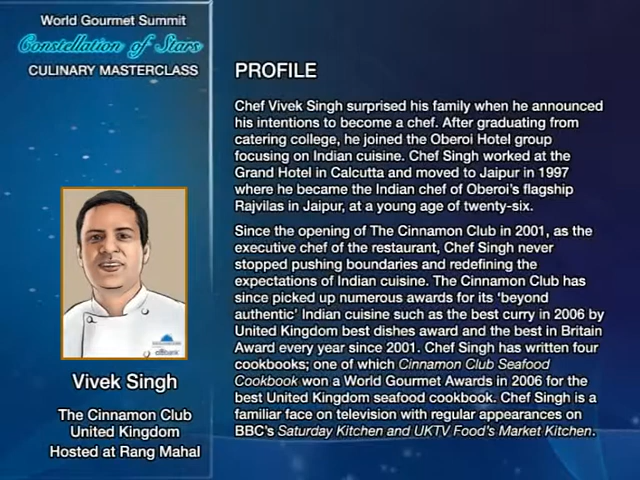 World Gourmet Summit
Constellation of Stars
CULINARY MASTERCLASS
PROFILE
Chef Vivek Singh surprised his family when he announced
his intentions to become a chef. After graduating from
catering college, he joined the Oberoi Hotel group
focusing on Indian cuisine. Chef Singh worked at the
Grand Hotel in Calcutta and moved to Jaipur in 1997
where he became the Indian chef of Oberoi's flagship
Rajvilas in Jaipur, at a young age of twenty-six.
Since the opening of The Cinnamon Club in 2001, as the
executive chef of the restaurant, Chef Singh never
stopped pushing boundaries and redefining the
expectations of Indian cuisine. The Cinnamon Club has
since picked up numerous awards for its 'beyond
authentic' Indian cuisine such as the best curry in 2006 by
United Kingdom best dishes award and the best in Britain
Award every year since 2001. Chef Singh has written four
cookbooks; one of which Cinnamon Club Seafood
Cookbook won a World Gourmet Awards in 2006 for the
best United Kingdom seafood cookbook. Chef Singh is a
familiar face on television with regular appearances on
BBC's Saturday Kitchen and UKTV Food's Market Kitchen.
citibank
Vivek Singh
The Cinnamon Club
United Kingdom
Hosted at Rang Mahal